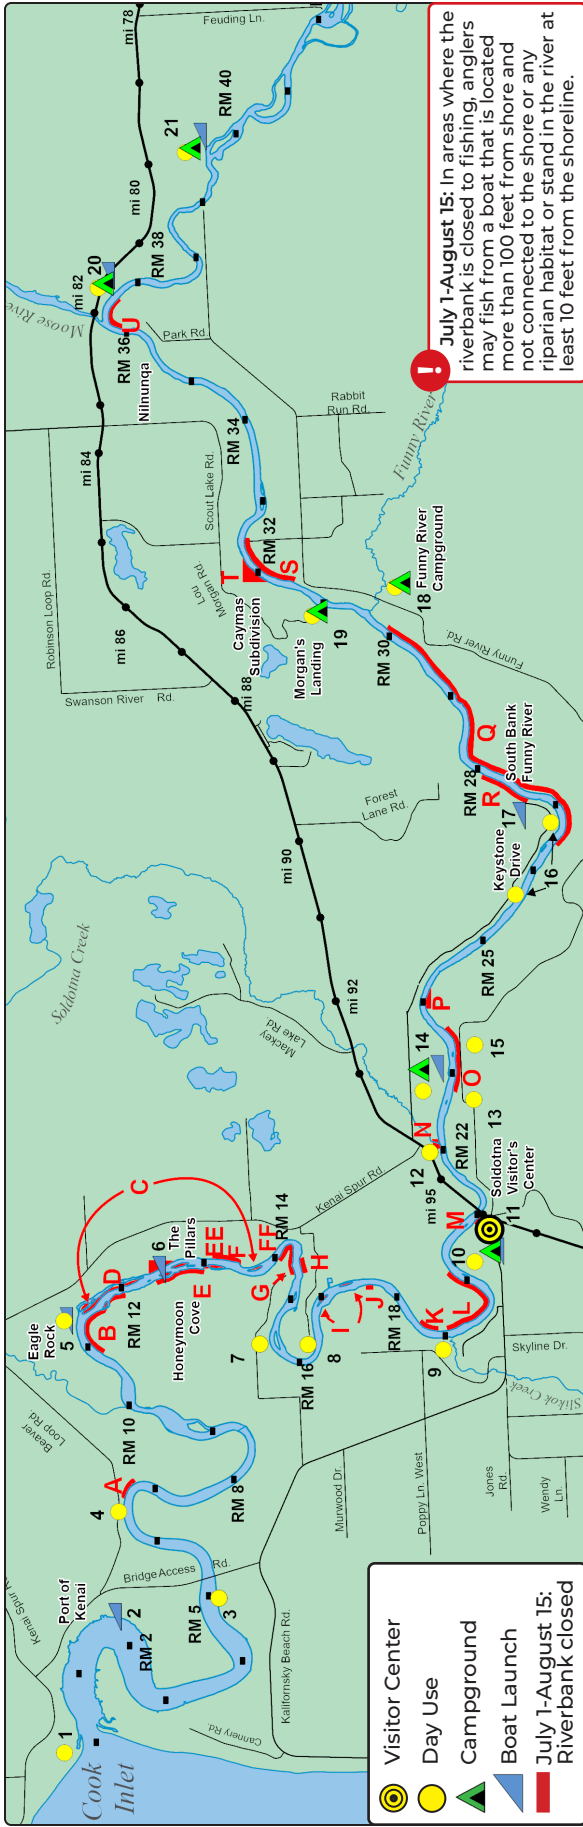 Cook
Inlet
1
Kenai Spur
Port of
Kenai
2
RM 2
Cannery Rd.
Bridge Access Rd.
RM 5
3
Kalifornsky Beach Rd.
4
A
RM 8
Beaver
Loop Rd.
RM 10
Eagle
Rock
5
B
C
D
RM 12
6
The
Pillars
Honeymoon
Cove
E
EE
F
FF
RM 14
G
H
7
RM 16
8
I
J
RM 18
K
L
9
Murwood Dr.
Poppy Ln. West
Jones
Rd.
Wendy
Ln.
Skyline Dr.
Slikok Creek
10
M
11
Soldotna
Visitor's
Center
mi 95
Kenai Spur Rd.
12
N
RM 22
13
14
O
15
P
Mackey
Lake Rd.
Soldotna Creek
mi 92
mi 90
Forest
Lane Rd.
RM 25
16
Keystone
Drive
17
R
RM 28
Q
South Bank
Funny River
mi 88
Swanson River Rd.
Robinson Loop Rd.
mi 86
mi 84
RM 30
Funny River Rd.
18
Funny River
Campground
Funny River
19
Morgan's
Landing
Caymas
Subdivision
T
S
RM 32
Lou
Morgan Rd.
Scout Lake Rd.
RM 34
Rabbit
Run Rd.
Niinunqa
RM 36
U
Park Rd.
Moose River
mi 82
20
RM 38
mi 80
21
RM 40
Feuding Ln.
mi 78
Visitor Center
Day Use
Campground
Boat Launch
July 1-August 15:
Riverbank closed
!
July 1-August 15: In areas where the
riverbank is closed to fishing, anglers
may fish from a boat that is located
more than 100 feet from shore and
not connected to the shore or any
riparian habitat or stand in the river at
least 10 feet from the shoreline.